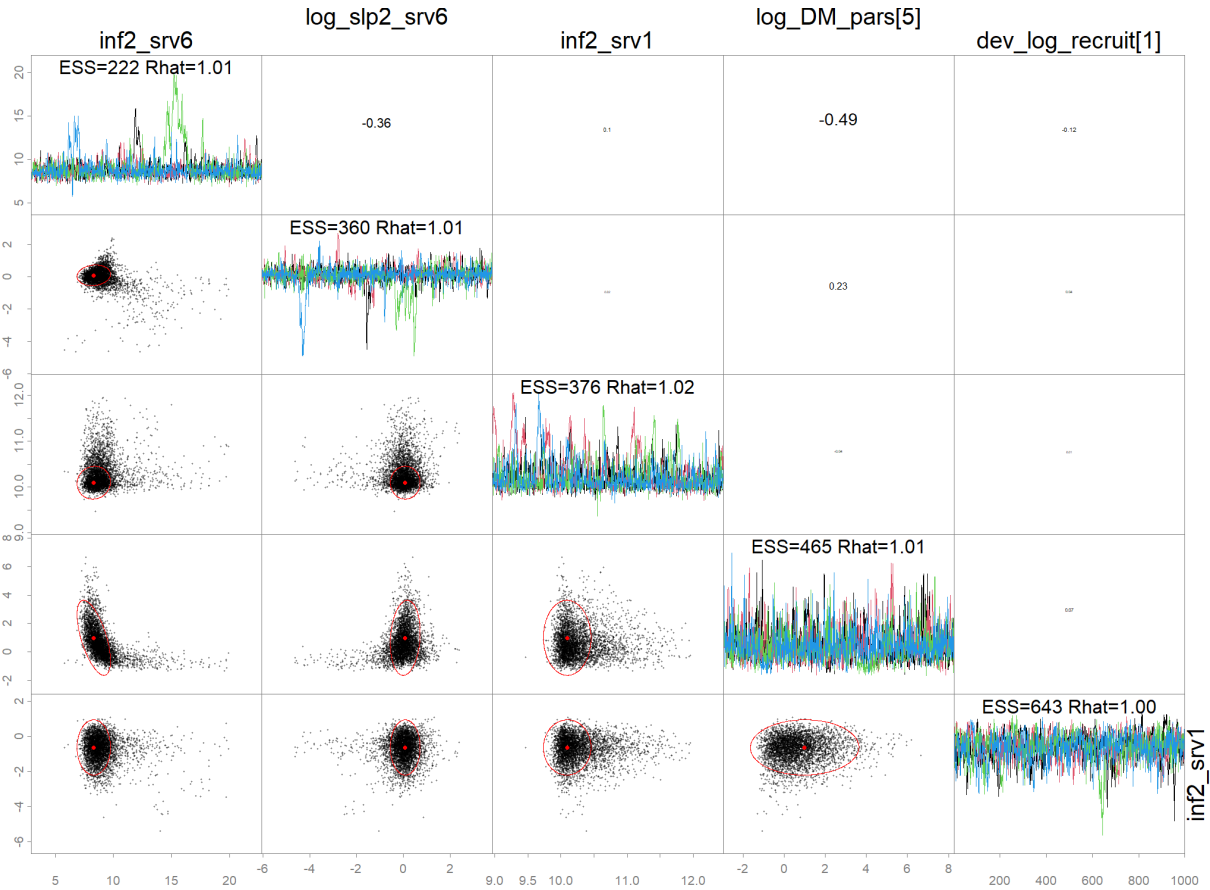 log_slp2_srv6 log_DM_pars[5]
inf2_srv6 inf2_srv1 dev_log_recruit[1]
ESS=222 Rhat=1.01
-0.36
0.1
-0.49
-0.12
20
15
10
5
ESS=360 Rhat=1.01
0.23
2
0
-2
-4
-6
ESS=376 Rhat=1.02
12.0
11.0
10.0
9.0
ESS=465 Rhat=1.01
0.07
8
6
4
2
0
-2
ESS=643 Rhat=1.00
2
0
-2
-4
-6
inf2_srv1
-6 -4 -2 0 2
-2 0 2 4 6 8
5 10 15 20
9.0 9.5 10.0 11.0 12.0
200 400 600 800 1000